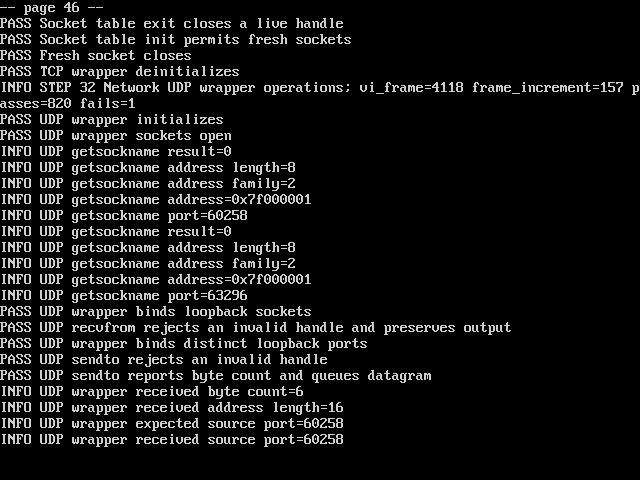 -- page 46 --
PASS Socket table exit closes a live handle
PASS Socket table init permits fresh sockets
PASS Fresh socket closes
PASS TCP wrapper deinitializes
INFO STEP 32 Network UDP wrapper operations; vi_frame=4118 frame_increment=157 p
asses=820 fails=1
PASS UDP wrapper initializes
PASS UDP wrapper sockets open
INFO UDP getsockname result=0
INFO UDP getsockname address length=8
INFO UDP getsockname address family=2
INFO UDP getsockname address=0x7f000001
INFO UDP getsockname port=60258
INFO UDP getsockname result=0
INFO UDP getsockname address length=8
INFO UDP getsockname address family=2
INFO UDP getsockname address=0x7f000001
INFO UDP getsockname port=63296
PASS UDP wrapper binds loopback sockets
PASS UDP recvfrom rejects an invalid handle and preserves output
PASS UDP wrapper binds distinct loopback ports
PASS UDP sendto rejects an invalid handle
PASS UDP sendto reports byte count and queues datagram
INFO UDP wrapper received byte count=6
INFO UDP wrapper received address length=16
INFO UDP wrapper expected source port=60258
INFO UDP wrapper received source port=60258